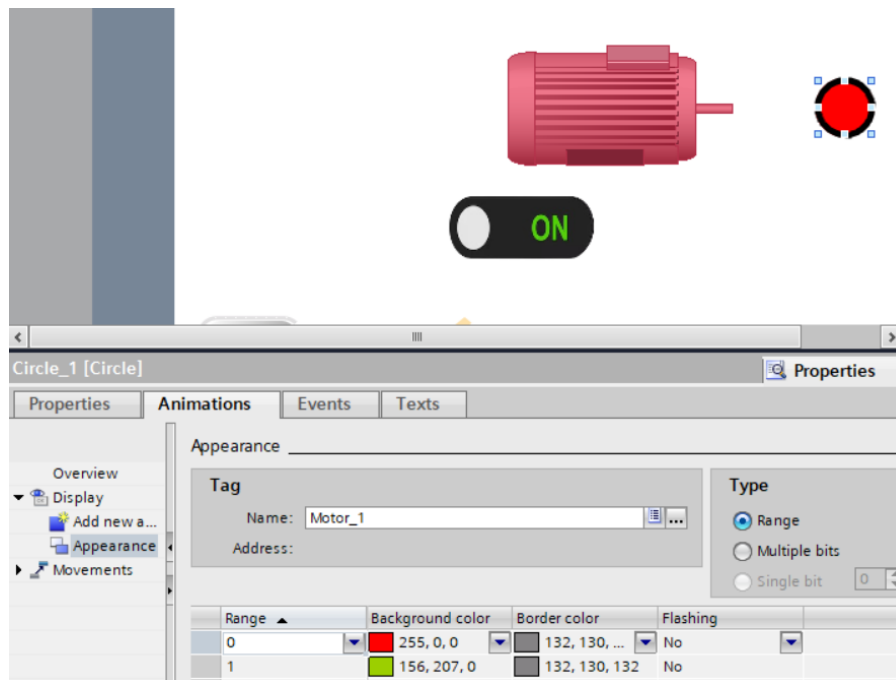 ON
Circle_1 [Circle]
Properties
Properties Animations Events Texts
Appearance
Overview
Display
Add new a...
Appearance
Movements
Tag
Name: Motor_1
Address:
Type
Range
Multiple bits
Single bit 0
Range Background color Border color Flashing
0 255, 0, 0 132, 130, ... No
1 156, 207, 0 132, 130, 132 No